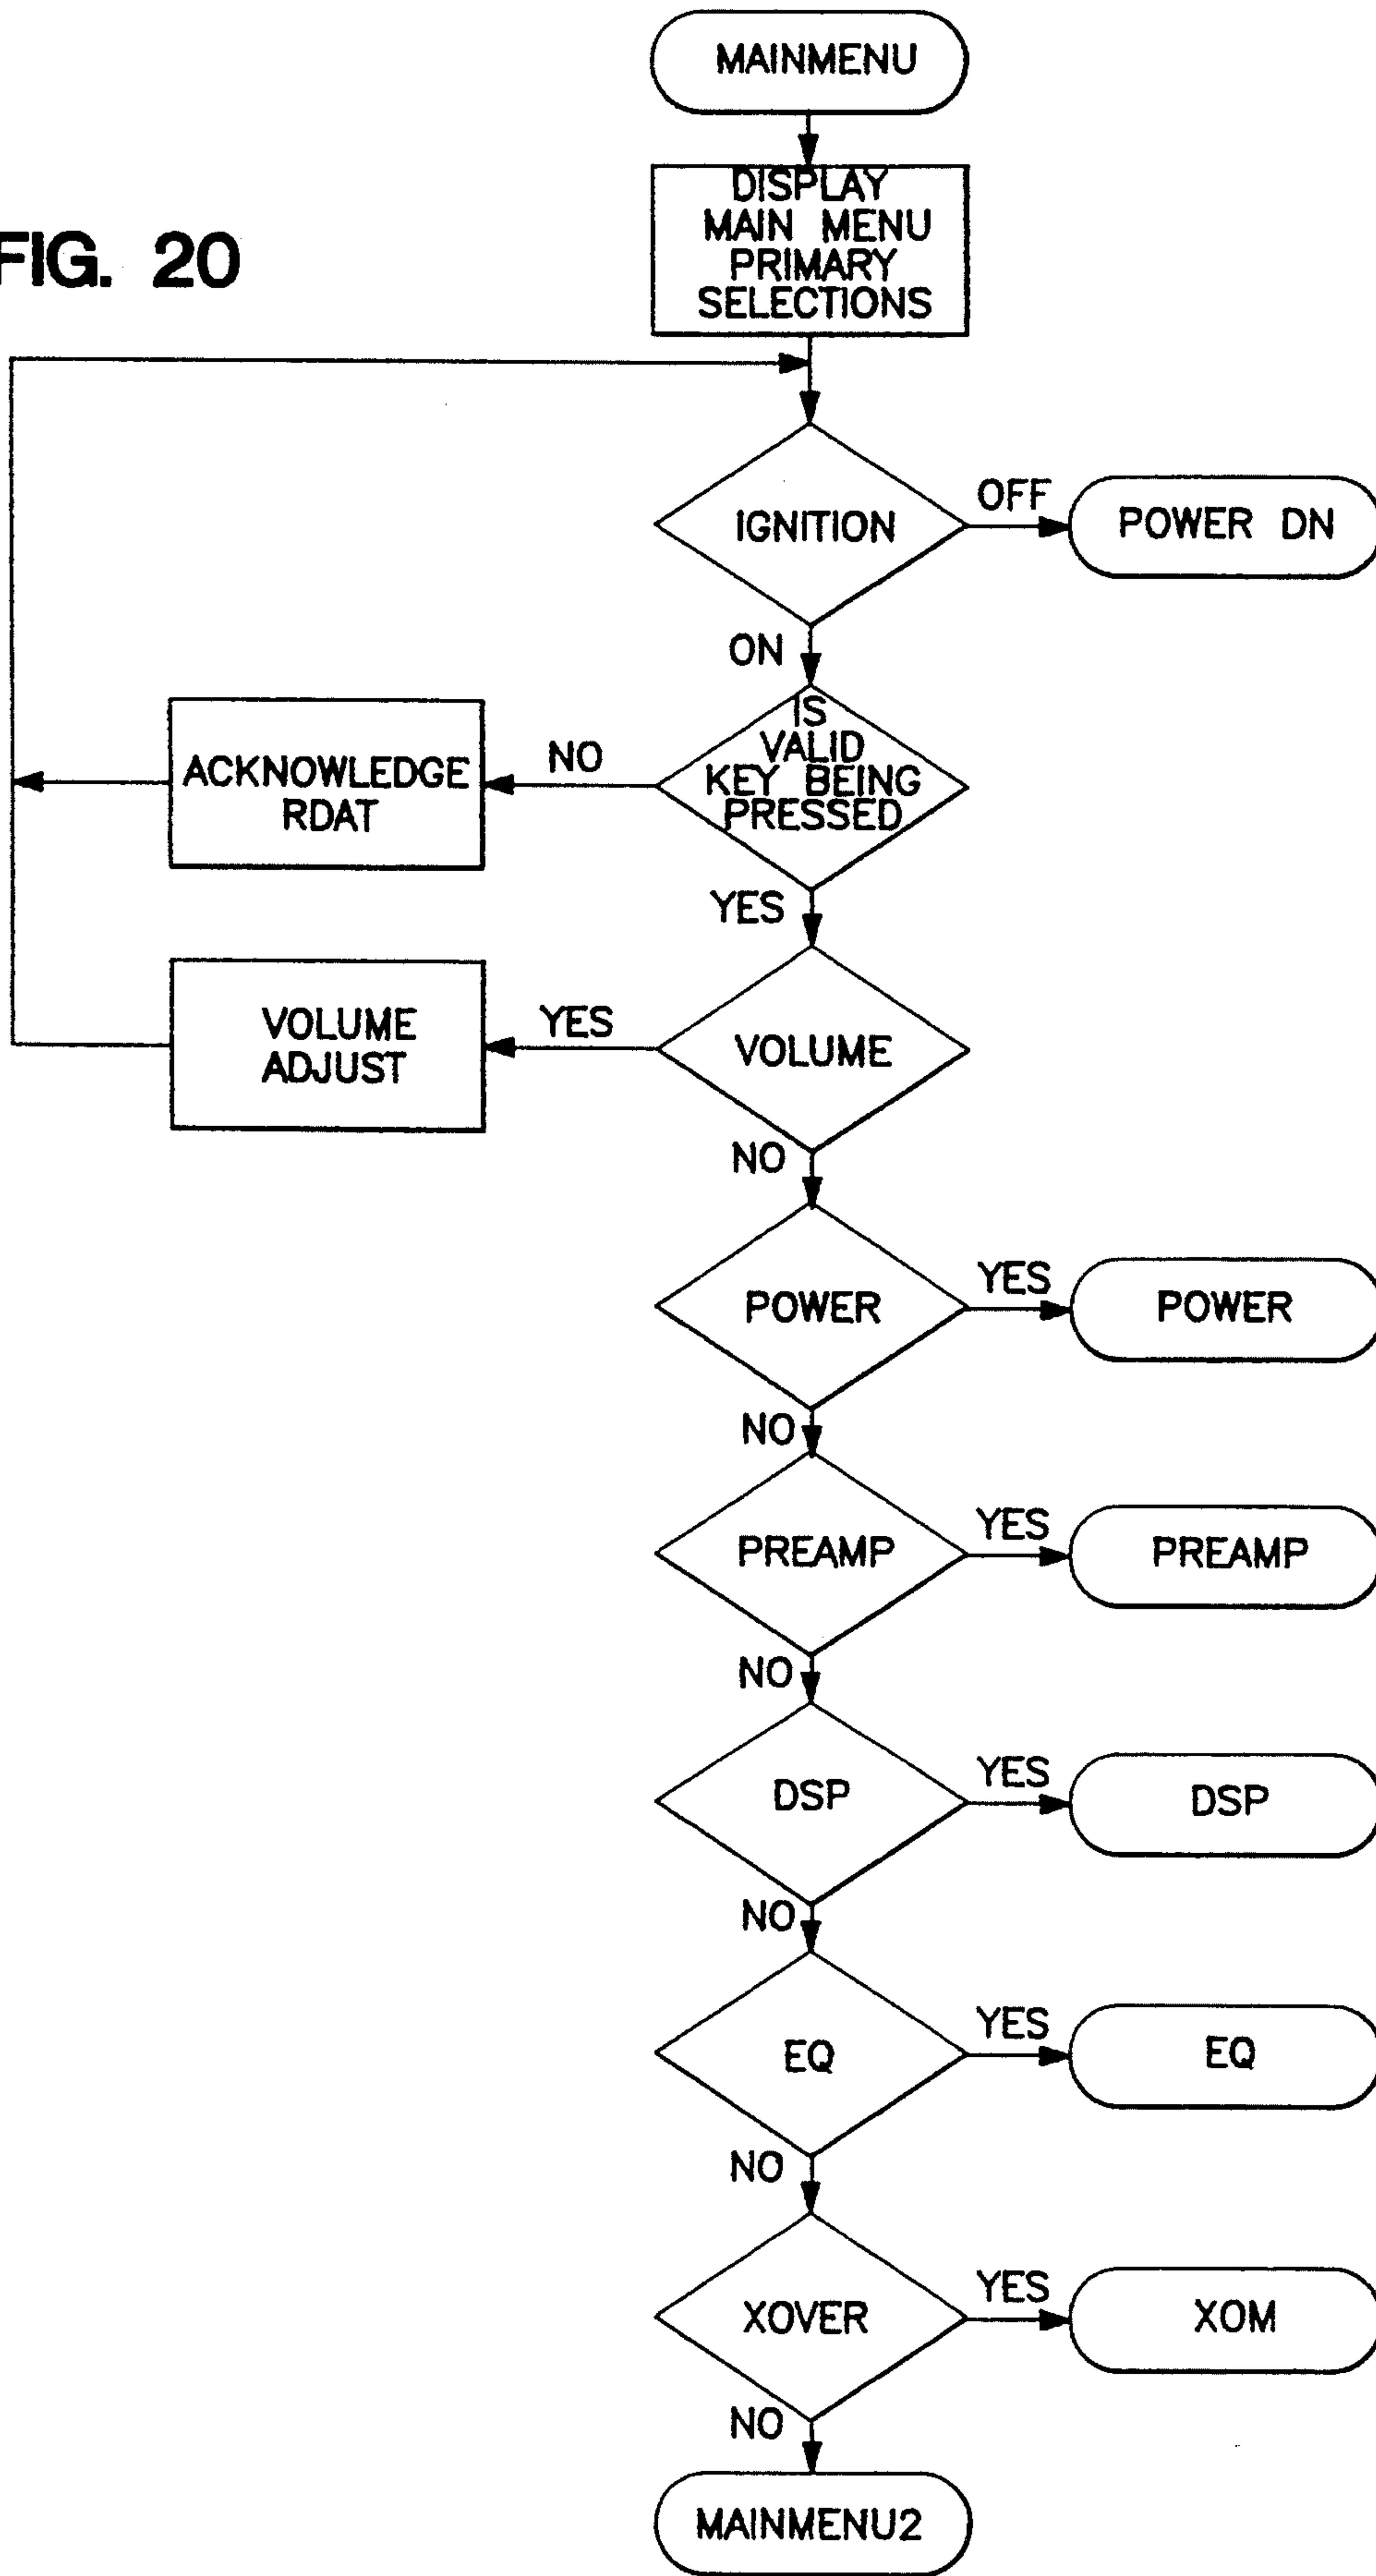 MAINMENU
DISPLAY
MAIN MENU
PRIMARY
SELECTIONS
FIG. 20
IGNITION
OFF
POWER DN
ON
IS
VALID
KEY BEING
PRESSED
NO
ACKNOWLEDGE
RDAT
YES
VOLUME
YES
VOLUME
ADJUST
NO
POWER
YES
POWER
NO
PREAMP
YES
PREAMP
NO
DSP
YES
DSP
NO
EQ
YES
EQ
NO
XOVER
YES
XOM
NO
MAINMENU2